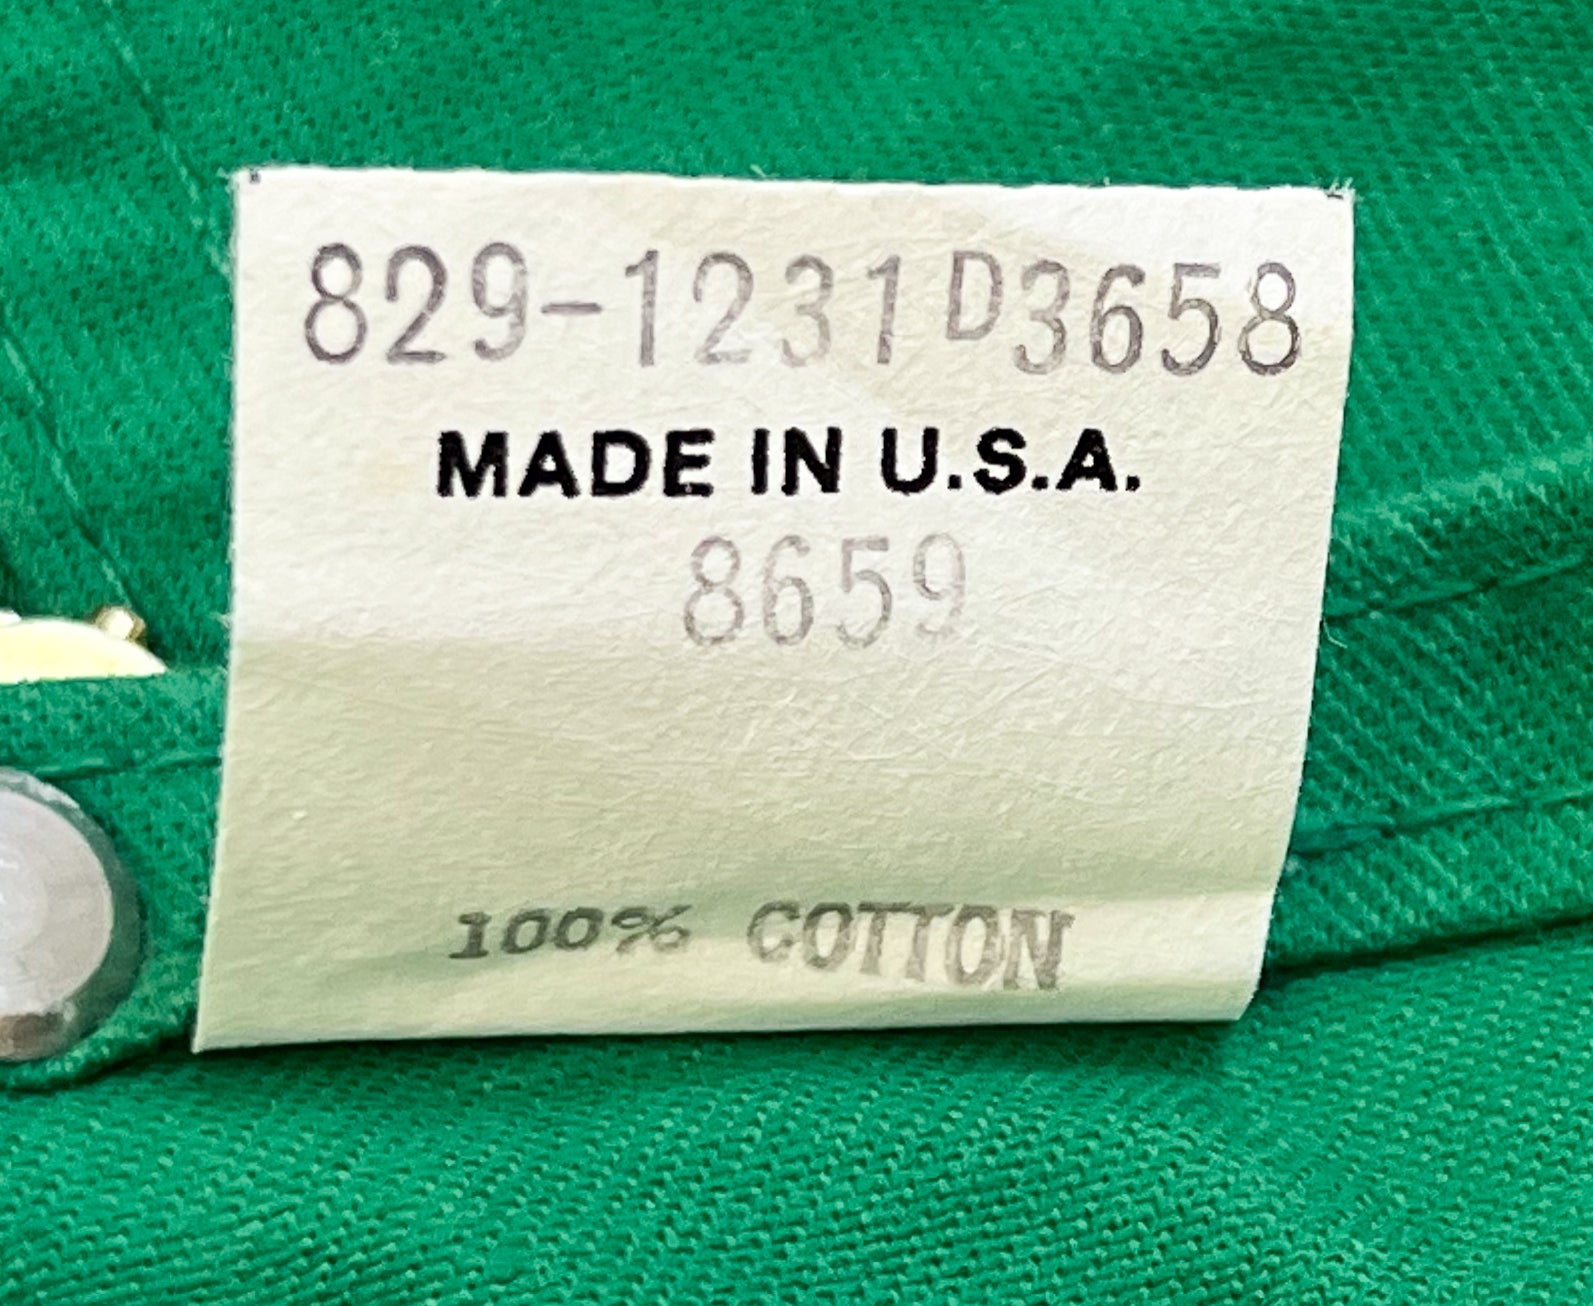 829-1231D3658
MADE IN U.S.A.
8659
100% COTTON